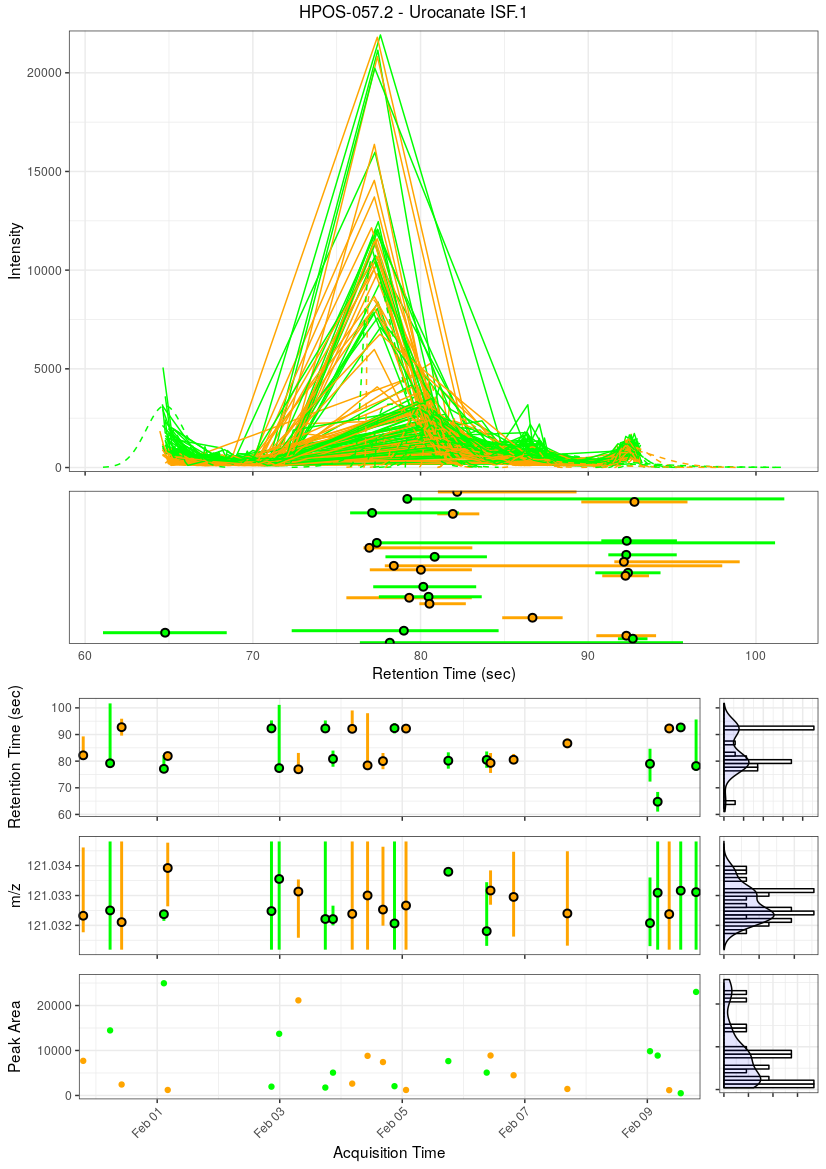 HPOS-057.2 - Urocanate ISF.1
Intensity
20000
15000
10000
5000
0
60
70
80
90
100
Retention Time (sec)
Retention Time (sec)
100
90
80
70
60
m/z
121.034
121.033
121.032
Peak Area
20000
10000
0
Feb 01
Feb 03
Feb 05
Feb 07
Feb 09
Acquisition Time